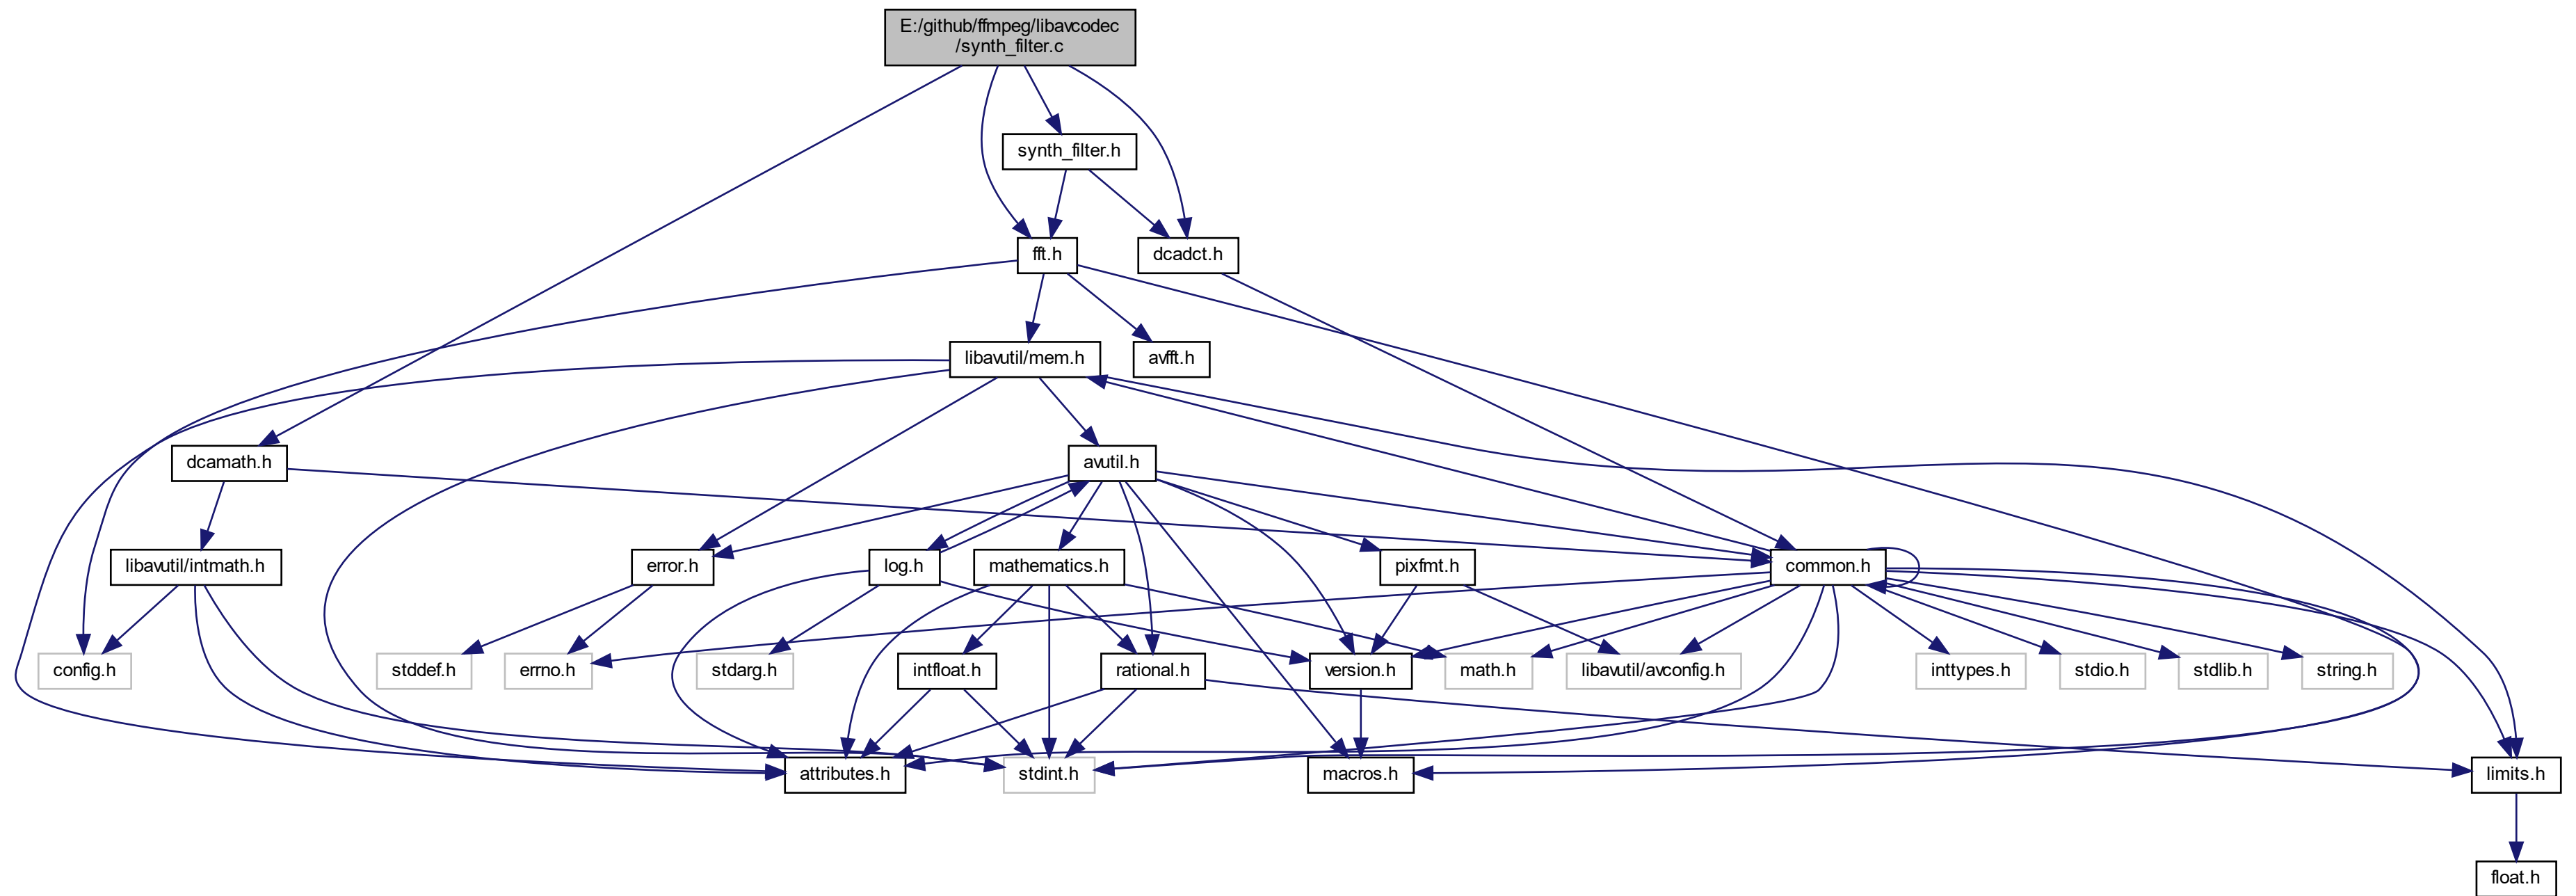 E:/github/ffmpeg/libavcodec
/synth_filter.c
synth_filter.h
fft.h
dcadct.h
libavutil/mem.h
avfft.h
dcamath.h
avutil.h
libavutil/intmath.h
error.h
log.h
mathematics.h
pixfmt.h
common.h
config.h
stddef.h
errno.h
stdarg.h
intfloat.h
rational.h
version.h
math.h
libavutil/avconfig.h
inttypes.h
stdio.h
stdlib.h
string.h
attributes.h
stdint.h
macros.h
limits.h
float.h